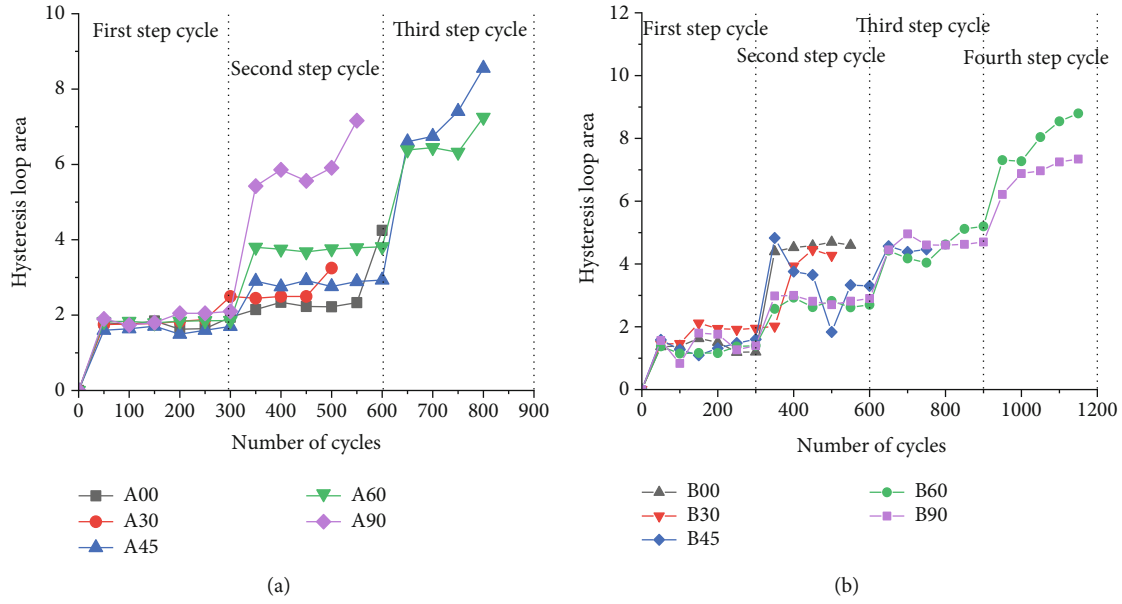 First step cycle
Second step cycle
Third step cycle
10
8
6
4
2
0
Hysteresis loop area
0 100 200 300 400 500 600 700 800 900
Number of cycles
A00 A60
A30 A90
A45
(a)
First step cycle
Second step cycle
Third step cycle
Fourth step cycle
12
10
8
6
4
2
0
Hysteresis loop area
0 200 400 600 800 1000 1200
Number of cycles
B00 B60
B30 B90
B45
(b)